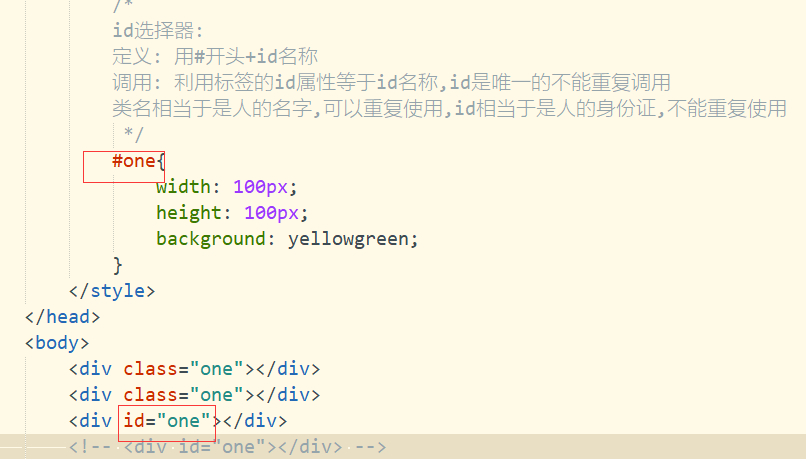 /*
id选择器:
定义: 用#开头+id名称
调用: 利用标签的id属性等于id名称,id是唯一的不能重复调用
类名相当于是人的名字,可以重复使用,id相当于是人的身份证,不能重复使用
*/
#one{
width: 100px;
height: 100px;
background: yellowgreen;
}
</style>
</head>
<body>
<div class="one"></div>
<div class="one"></div>
<div id="one"></div>
<!-- <div id="one"></div> -->